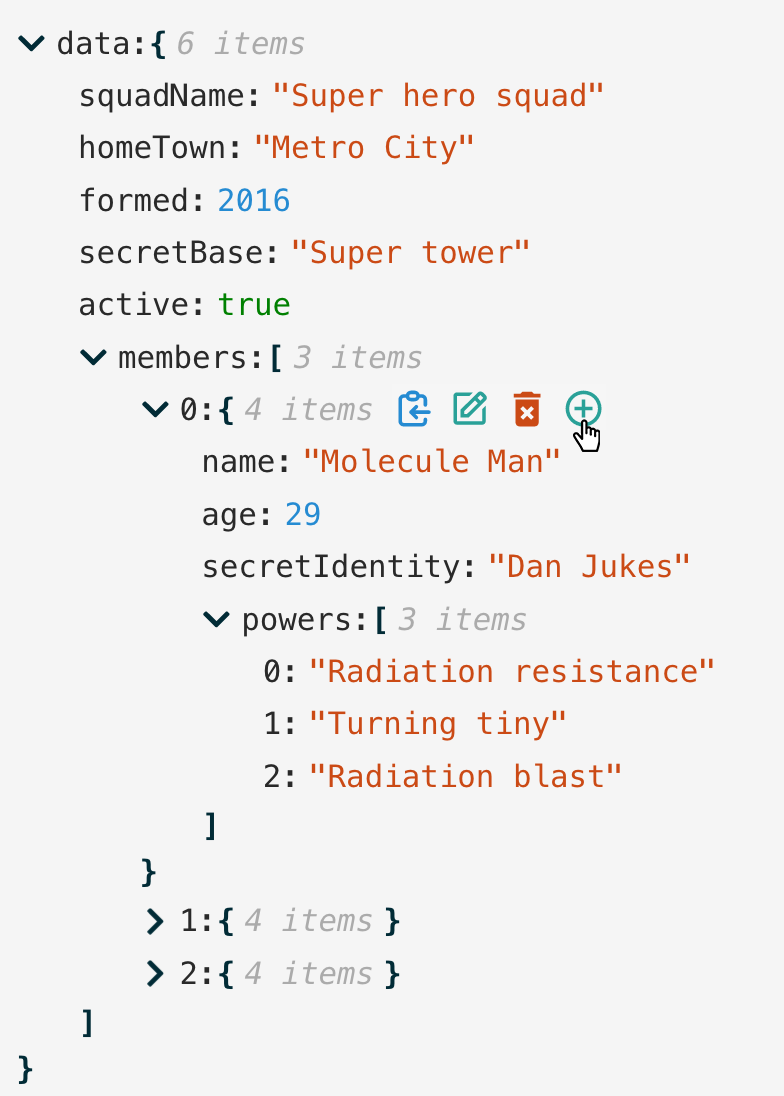 data:{ 6 items
squadName: "Super hero squad"
homeTown: "Metro City"
formed: 2016
secretBase: "Super tower"
active: true
members:[ 3 items
0:{ 4 items
name: "Molecule Man"
age: 29
secretIdentity: "Dan Jukes"
powers:[ 3 items
0: "Radiation resistance"
1: "Turning tiny"
2: "Radiation blast"
]
}
1:{ 4 items }
2:{ 4 items }
]
}